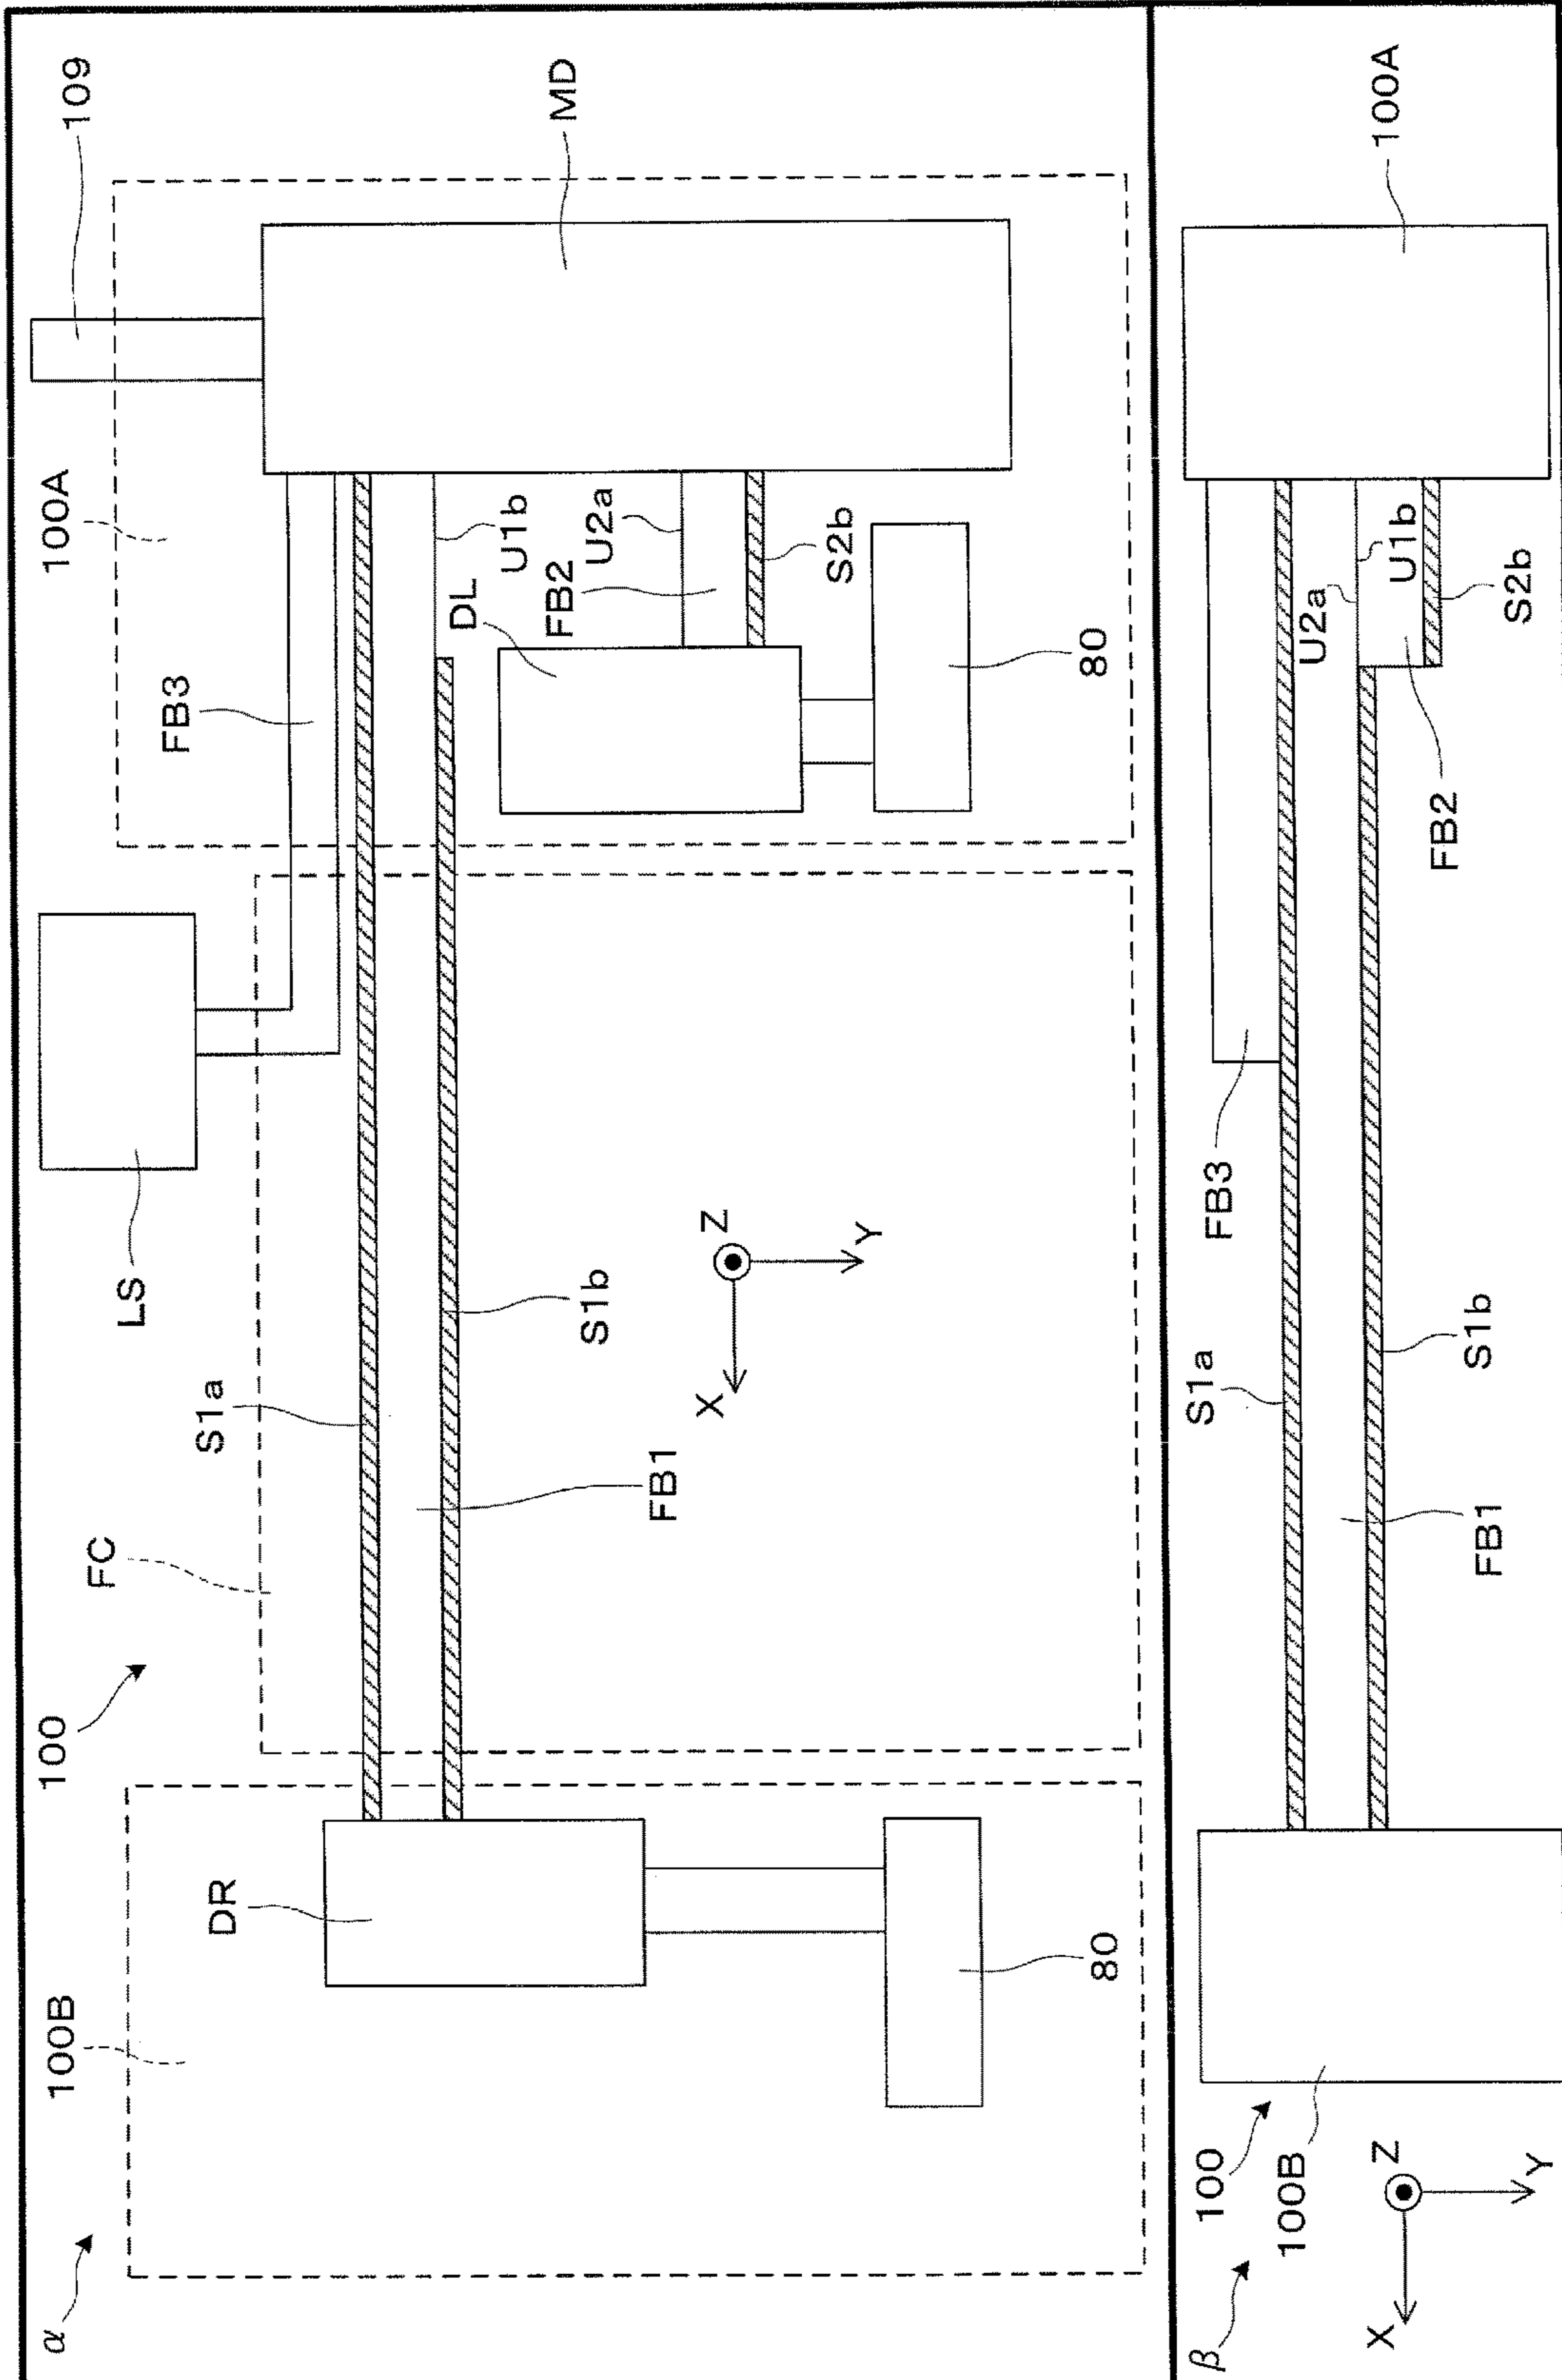 α
100B
DR
80
100
FC
S1a
FB1
S1b
X
Z
Y
LS
FB3
100A
DL
FB2
U2a
U1b
S2b
80
109
MD
β
100
100B
X
Z
Y
S1a
FB1
S1b
FB3
FB2
U2a
U1b
S2b
100A